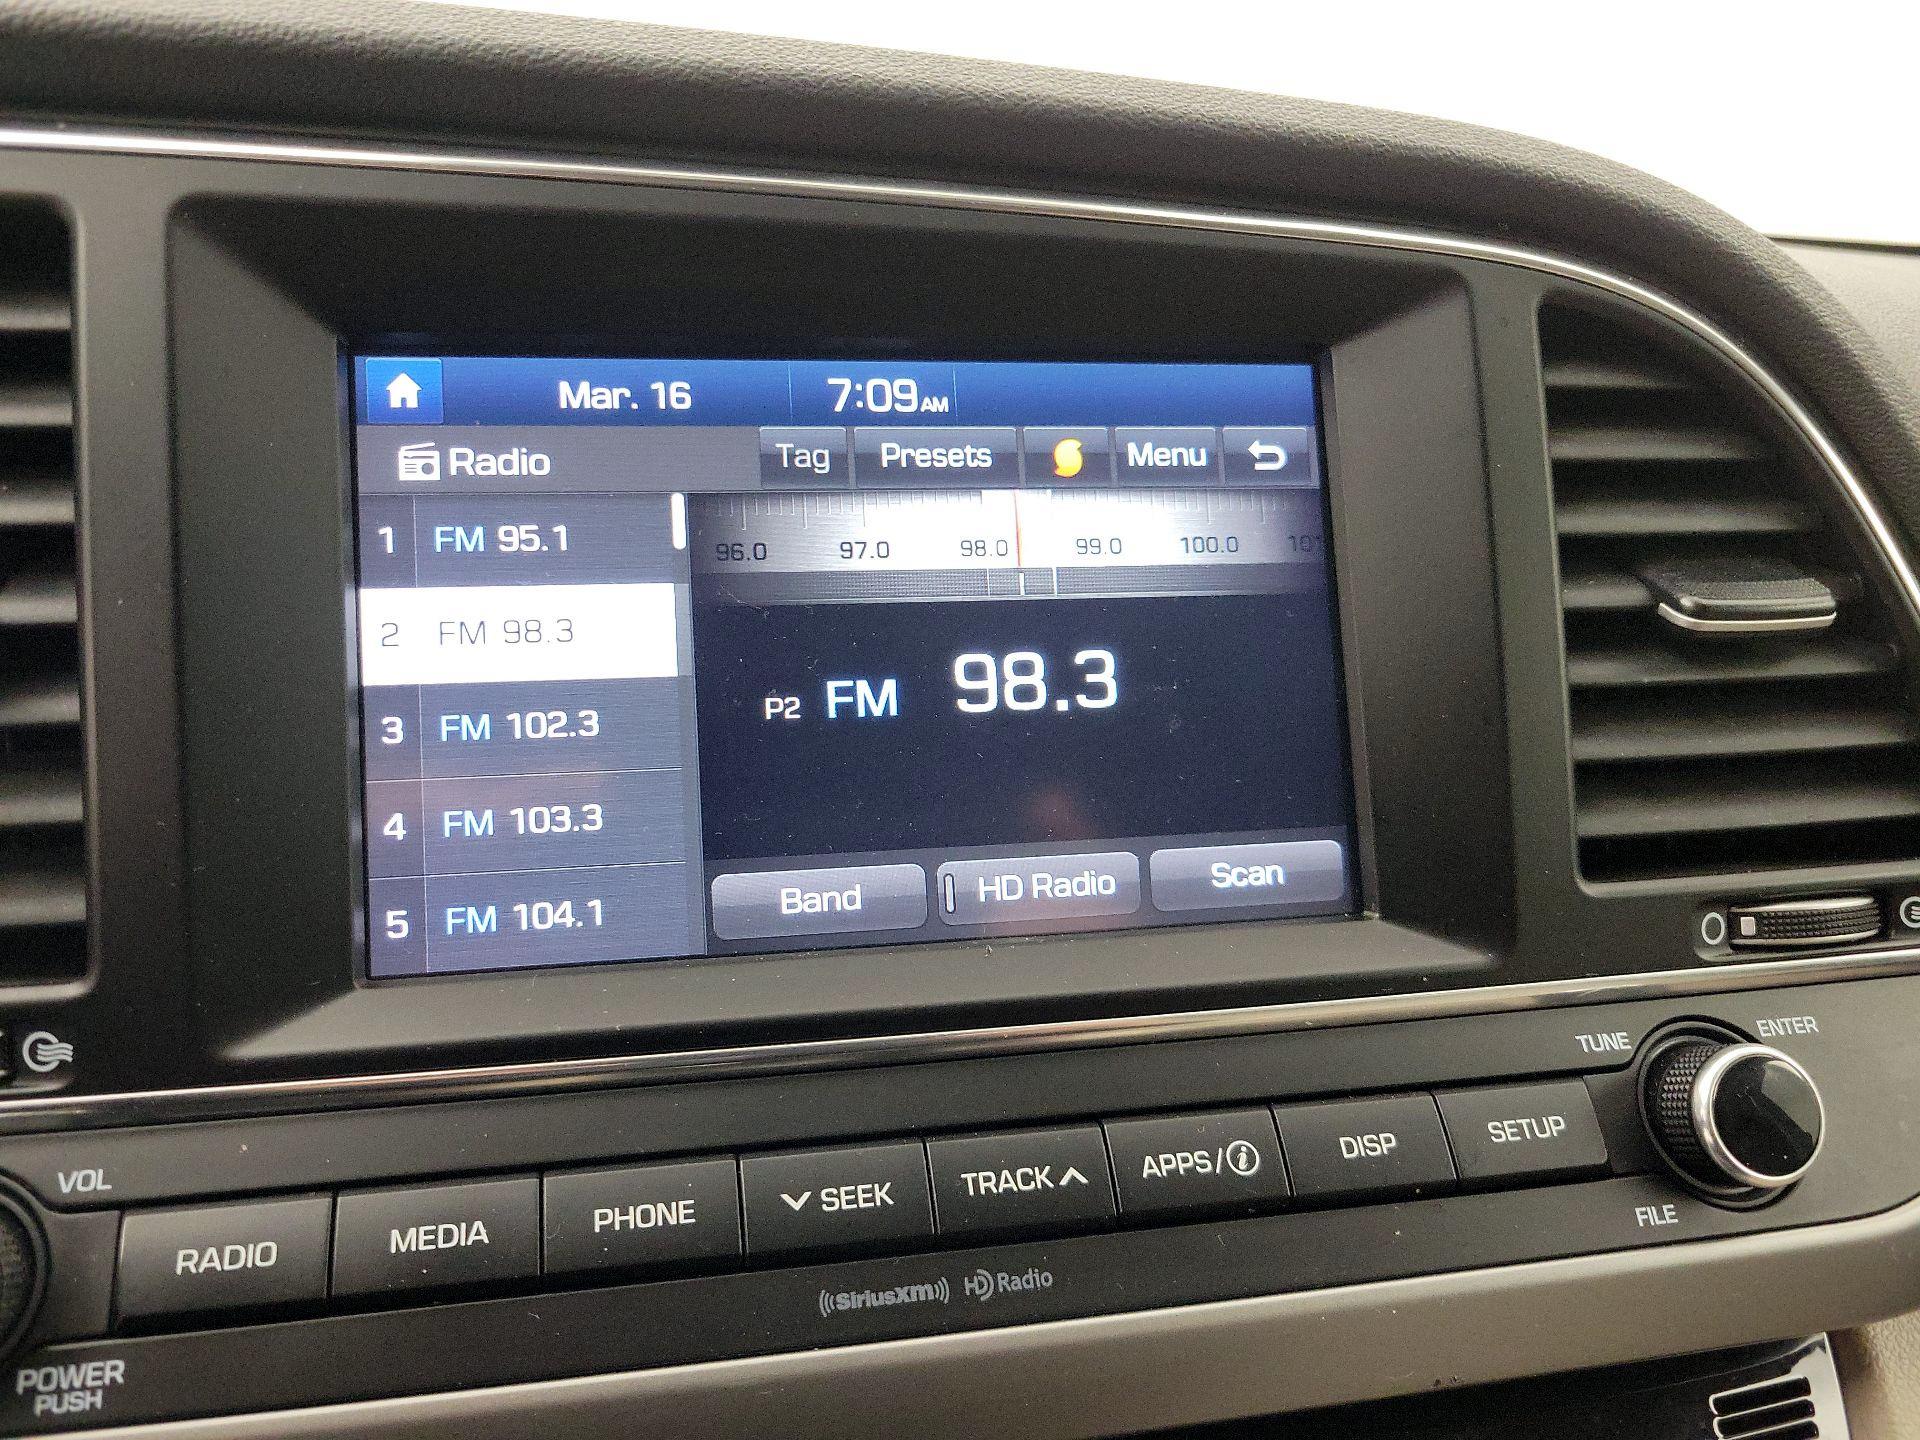 Mar. 16 7:09 AM
Radio Tag Presets Menu
1 FM 95.1
96.0 97.0 98.0 99.0 100.0
2 FM 98.3
P2 FM 98.3
3 FM 102.3
4 FM 103.3
5 FM 104.1
Band HD Radio Scan
TUNE ENTER
FILE
VOL
RADIO MEDIA PHONE SEEK TRACK APPS/i DISP SETUP
((SiriusXM)) HD Radio
POWER
PUSH